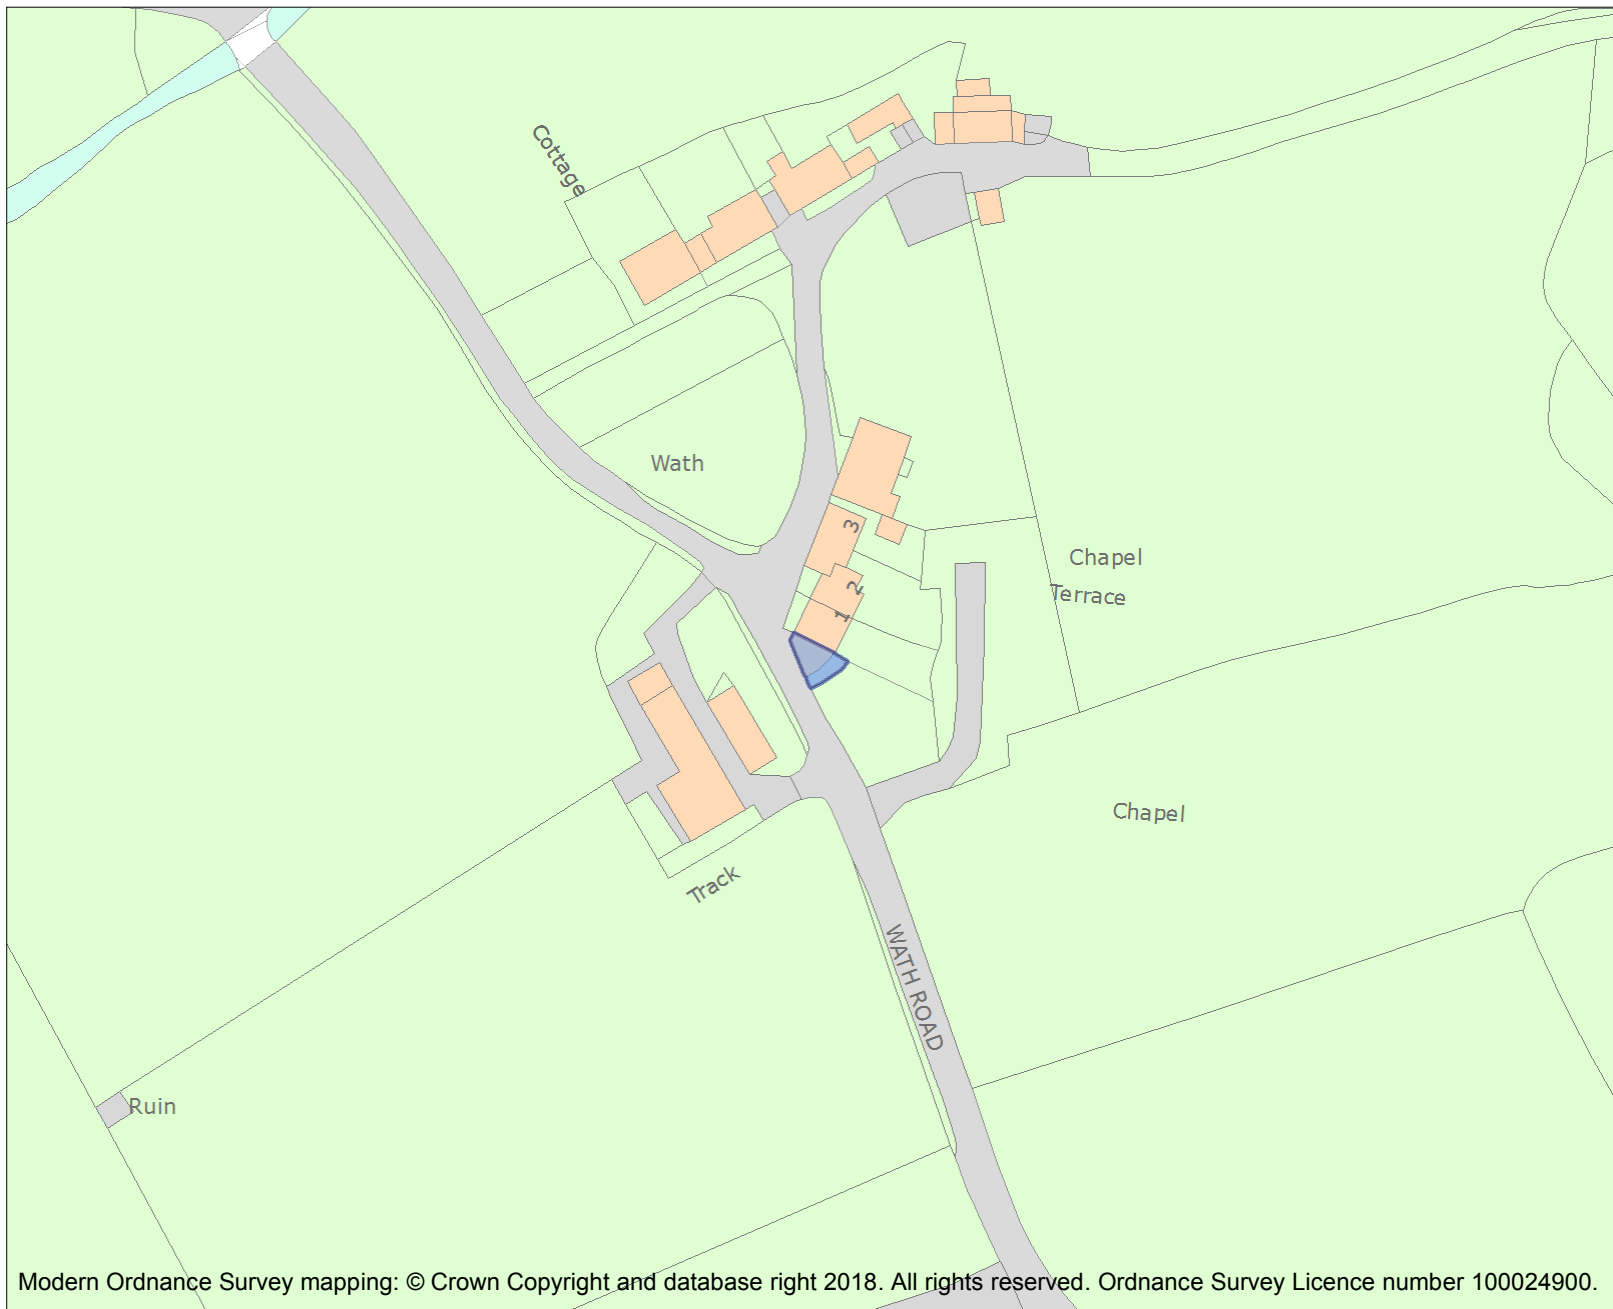 Cottage
Wath
3
2
1
Chapel
Terrace
Chapel
Track
WATH ROAD
Ruin
Modern Ordnance Survey mapping: © Crown Copyright and database right 2018. All rights reserved. Ordnance Survey Licence number 100024900.